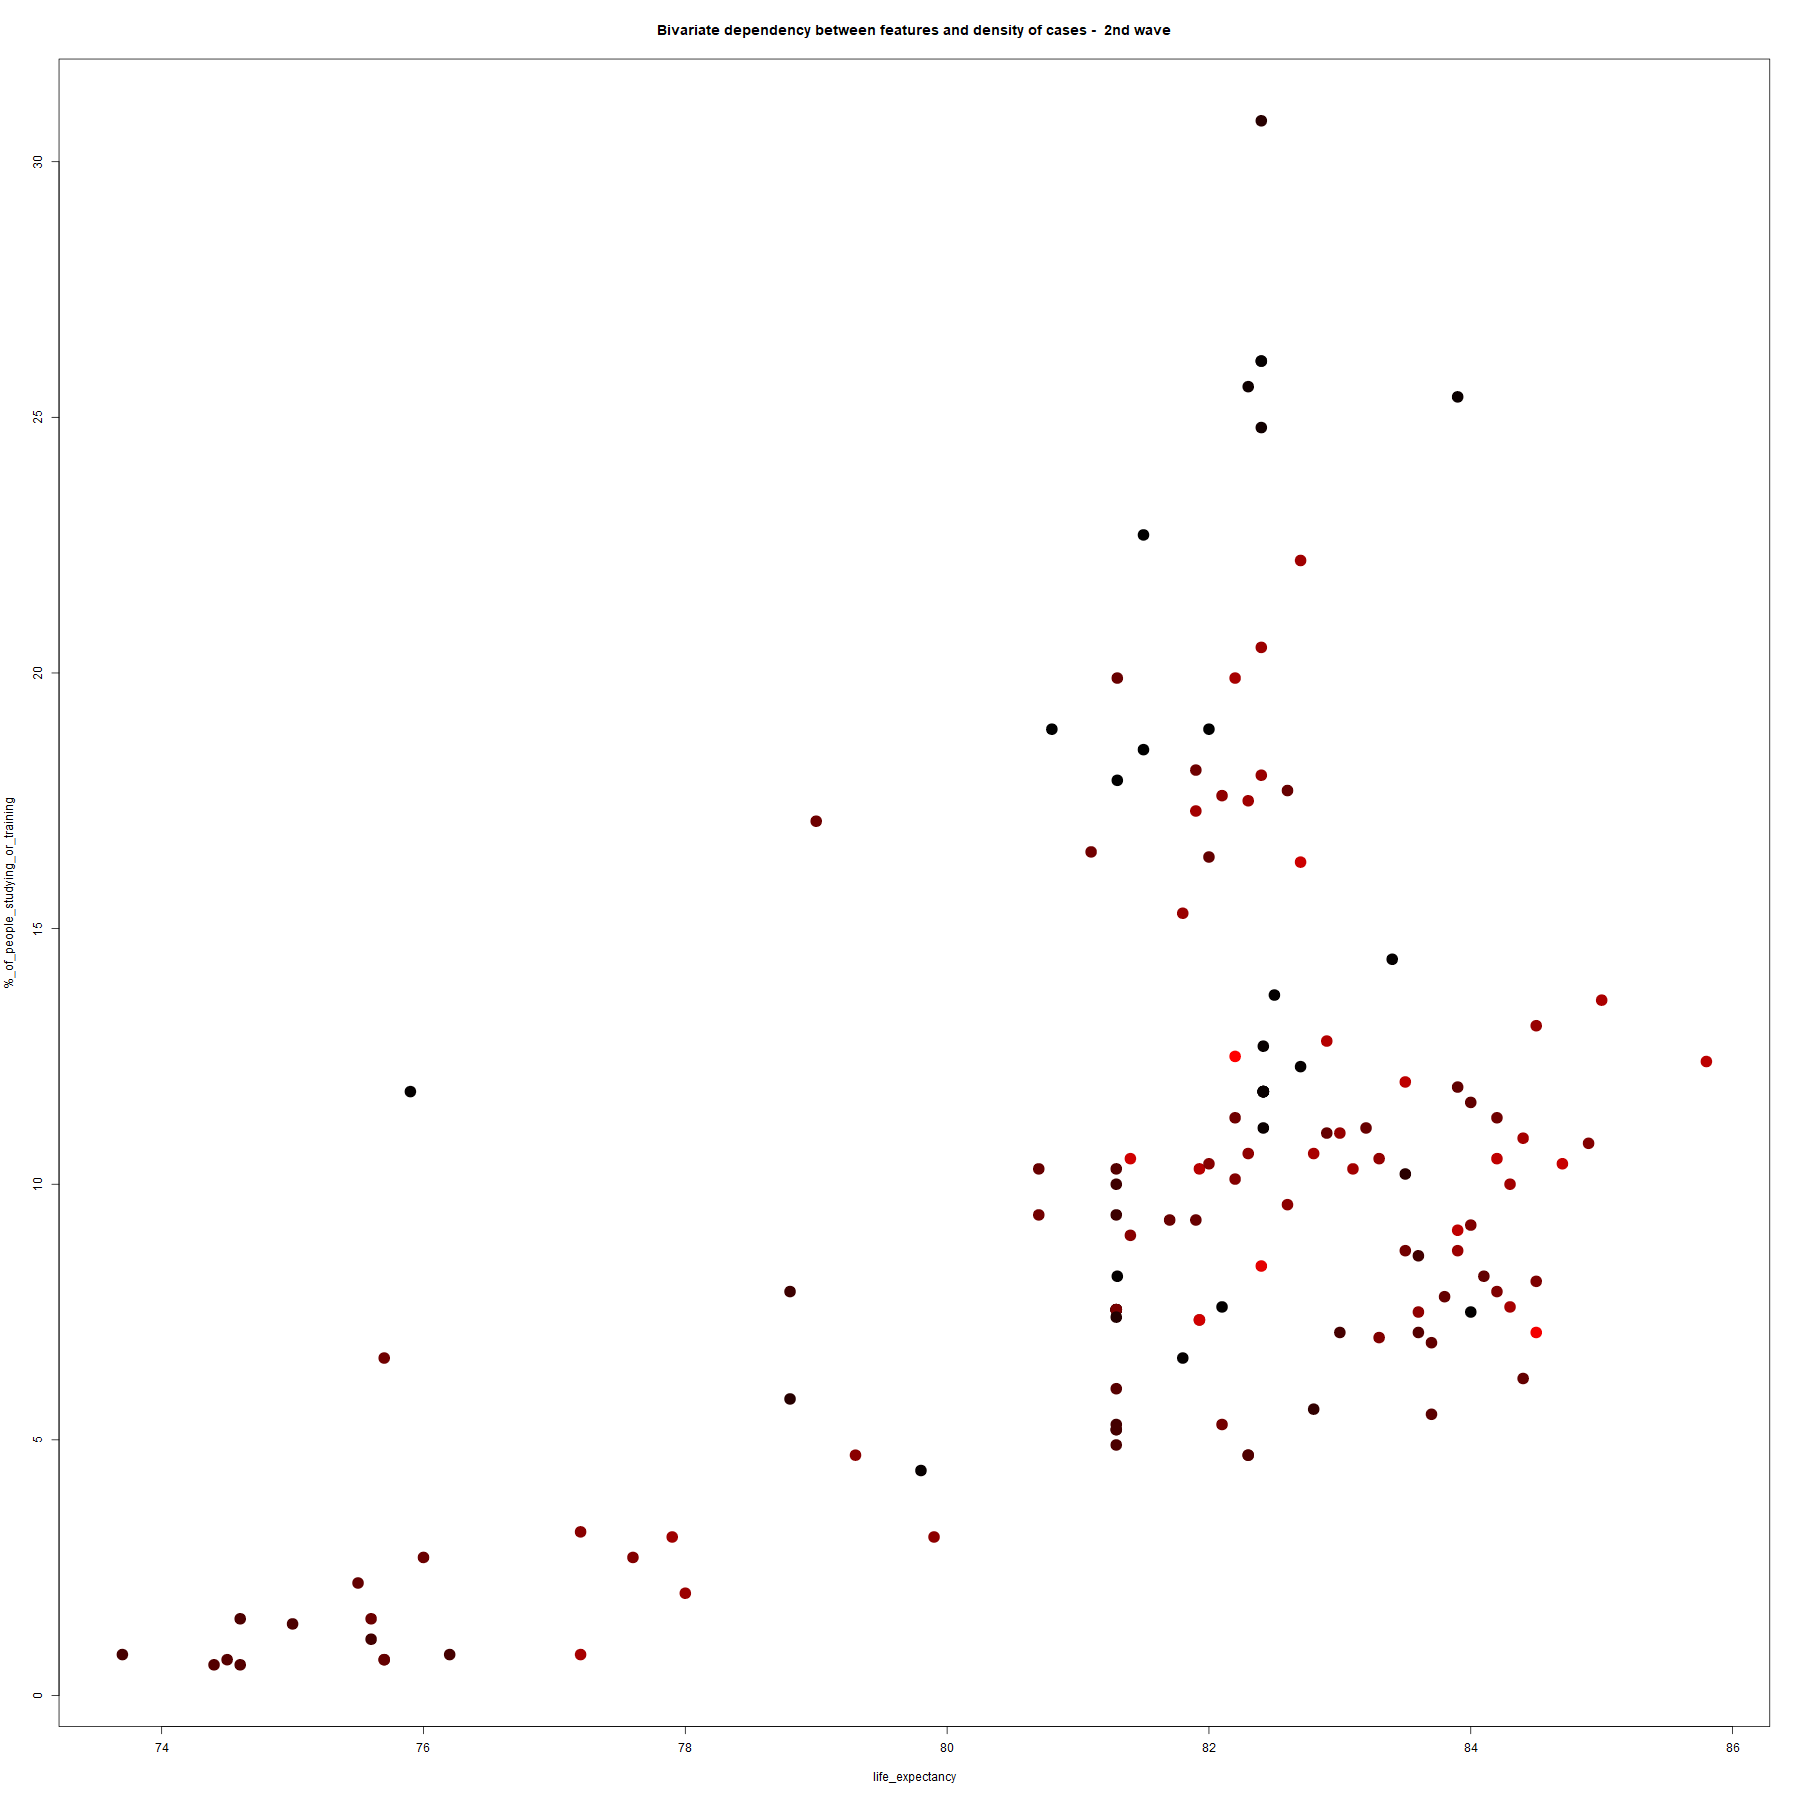 Bivariate dependency between features and density of cases -  2nd wave
%_of_people_studying_or_training
30
25
20
15
10
5
0
74 76 78 80 82 84 86
life_expectancy